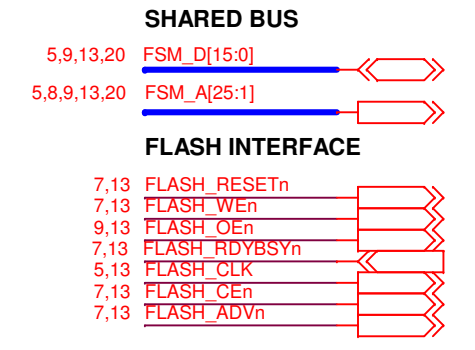 SHARED BUS
5,9,13,20 FSM_D[15:0]
5,8,9,13,20 FSM_A[25:1]
FLASH INTERFACE
7,13 FLASH_RESETn
7,13 FLASH_WEn
9,13 FLASH_OEn
7,13 FLASH_RDYBSYn
5,13 FLASH_CLK
7,13 FLASH_CEn
7,13 FLASH_ADVn